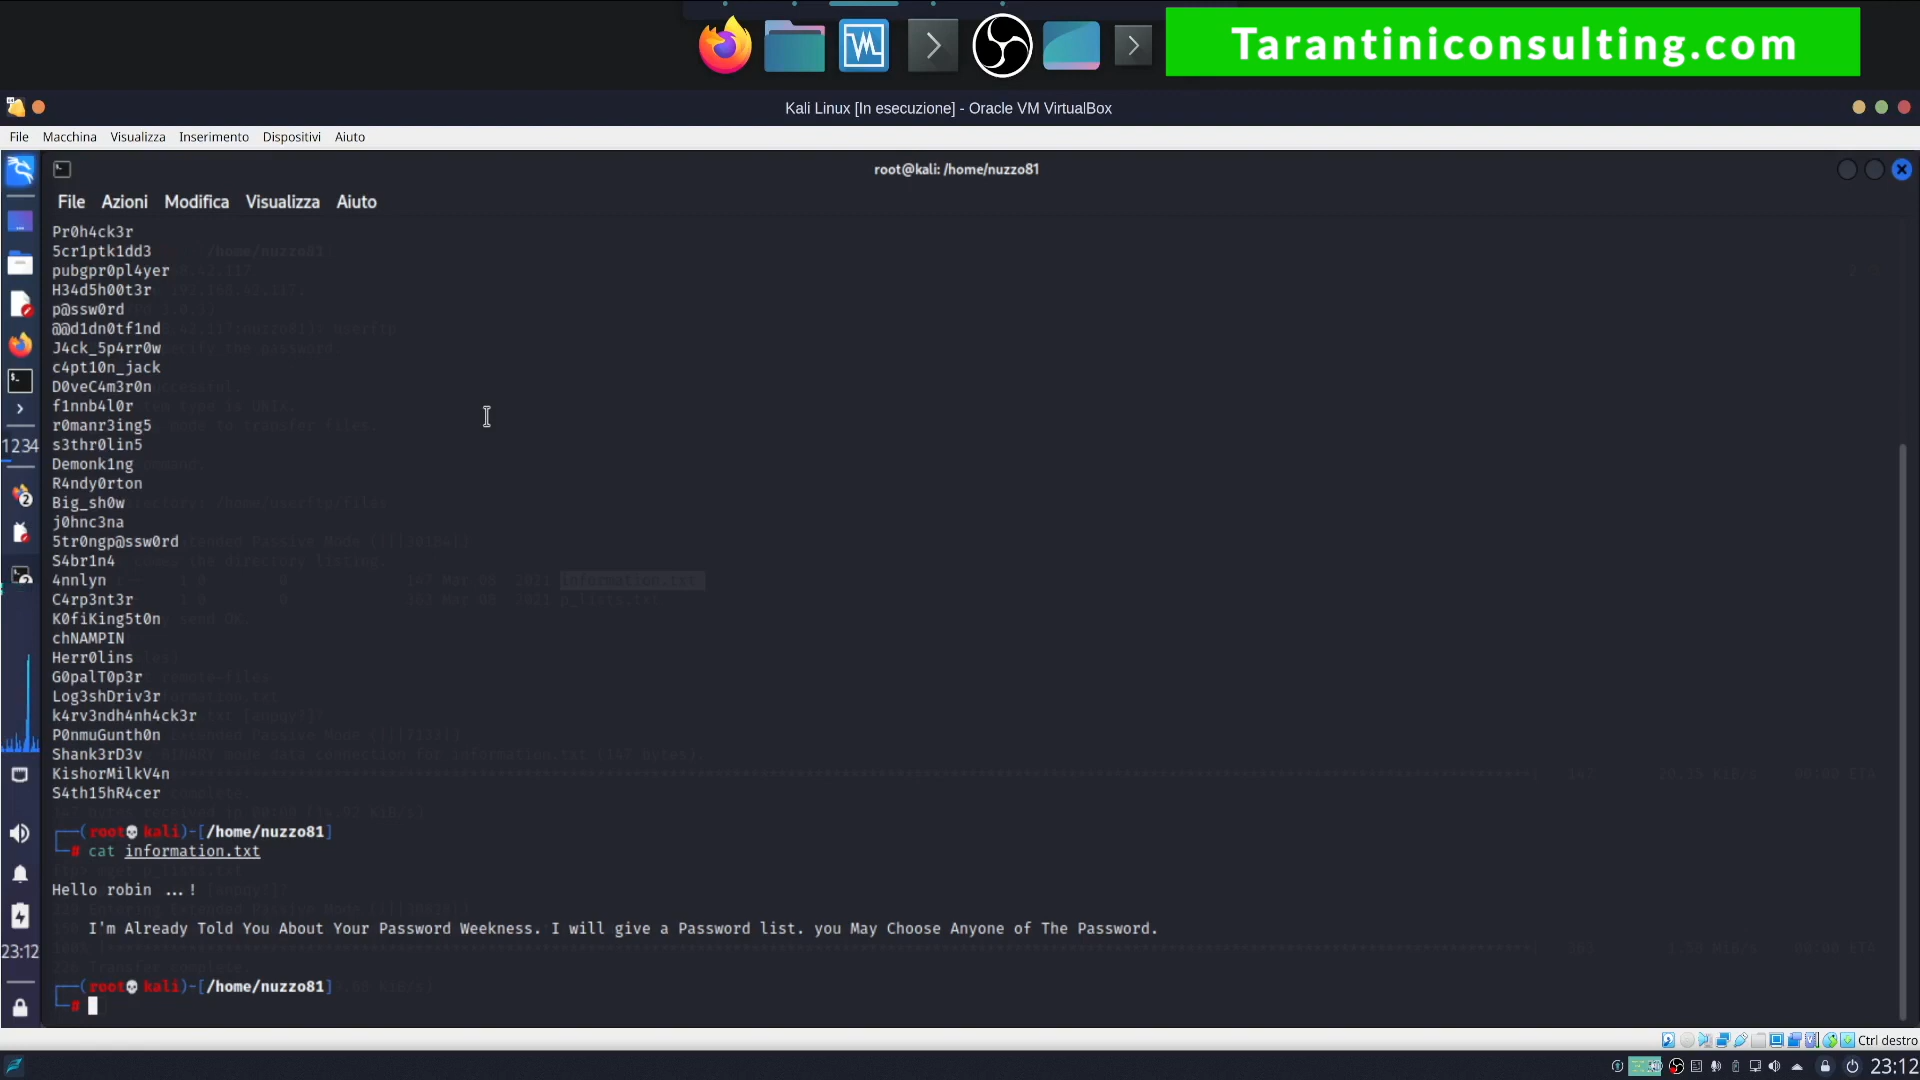 Tarantiniconsulting.com
Kali Linux [In esecuzione] - Oracle VM VirtualBox
File Macchina Visualizza Inserimento Dispositivi Aiuto
root@kali: /home/nuzzo81
File Azioni Modifica Visualizza Aiuto
Pr0h4ck3r
5cr1ptk1dd3
pubgpr0pl4yer
H34d5h00t3r
p@ssw0rd
@@d1dn0tf1nd
J4ck_5p4rr0w
c4pt10n_jack
D0veC4m3r0n
f1nnb4l0r
r0manr3ing5
s3thr0lin5
Demonk1ng
R4ndy0rton
Big_sh0w
j0hnc3na
5tr0ngp@ssw0rd
S4br1n4
4nnlyn
C4rp3nt3r
K0fiKing5t0n
chNAMPIN
Herr0lins
G0palT0p3r
Log3shDriv3r
k4rv3ndh4nh4ck3r
P0nmuGunth0n
Shank3rD3v
KishorMilkV4n
S4th15hR4cer
(root💀kali)-[/home/nuzzo81]
# cat information.txt
Hello robin ...!
I'm Already Told You About Your Password Weekness. I will give a Password list. you May Choose Anyone of The Password.
(root💀kali)-[/home/nuzzo81]
#
1234
2
23:12
Ctrl destro
23:12